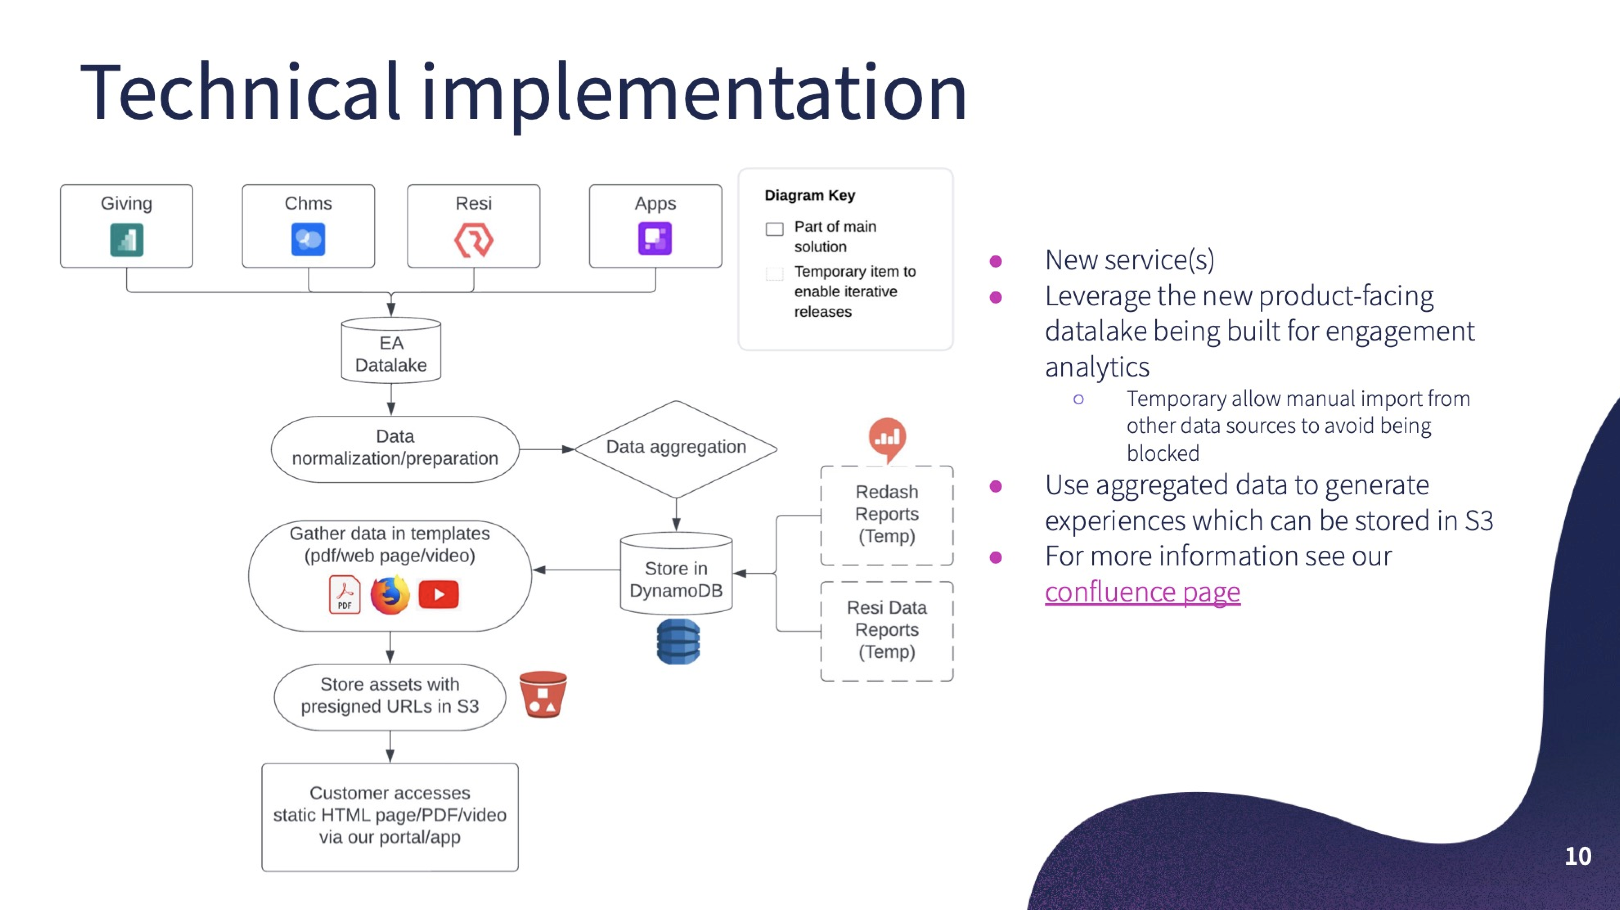 Technical implementation
Giving
Chms
Resi
Apps
Diagram Key
Part of main
solution
Temporary item to
enable iterative
releases
EA
Datalake
Data
normalization/preparation
Data aggregation
Redash
Reports
(Temp)
Gather data in templates
(pdf/web page/video)
PDF
Store in
DynamoDB
Resi Data
Reports
(Temp)
Store assets with
presigned URLs in S3
Customer accesses
static HTML page/PDF/video
via our portal/app
New service(s)
Leverage the new product-facing
datalake being built for engagement
analytics
Temporary allow manual import from
other data sources to avoid being
blocked
Use aggregated data to generate
experiences which can be stored in S3
For more information see our
confluence page
10